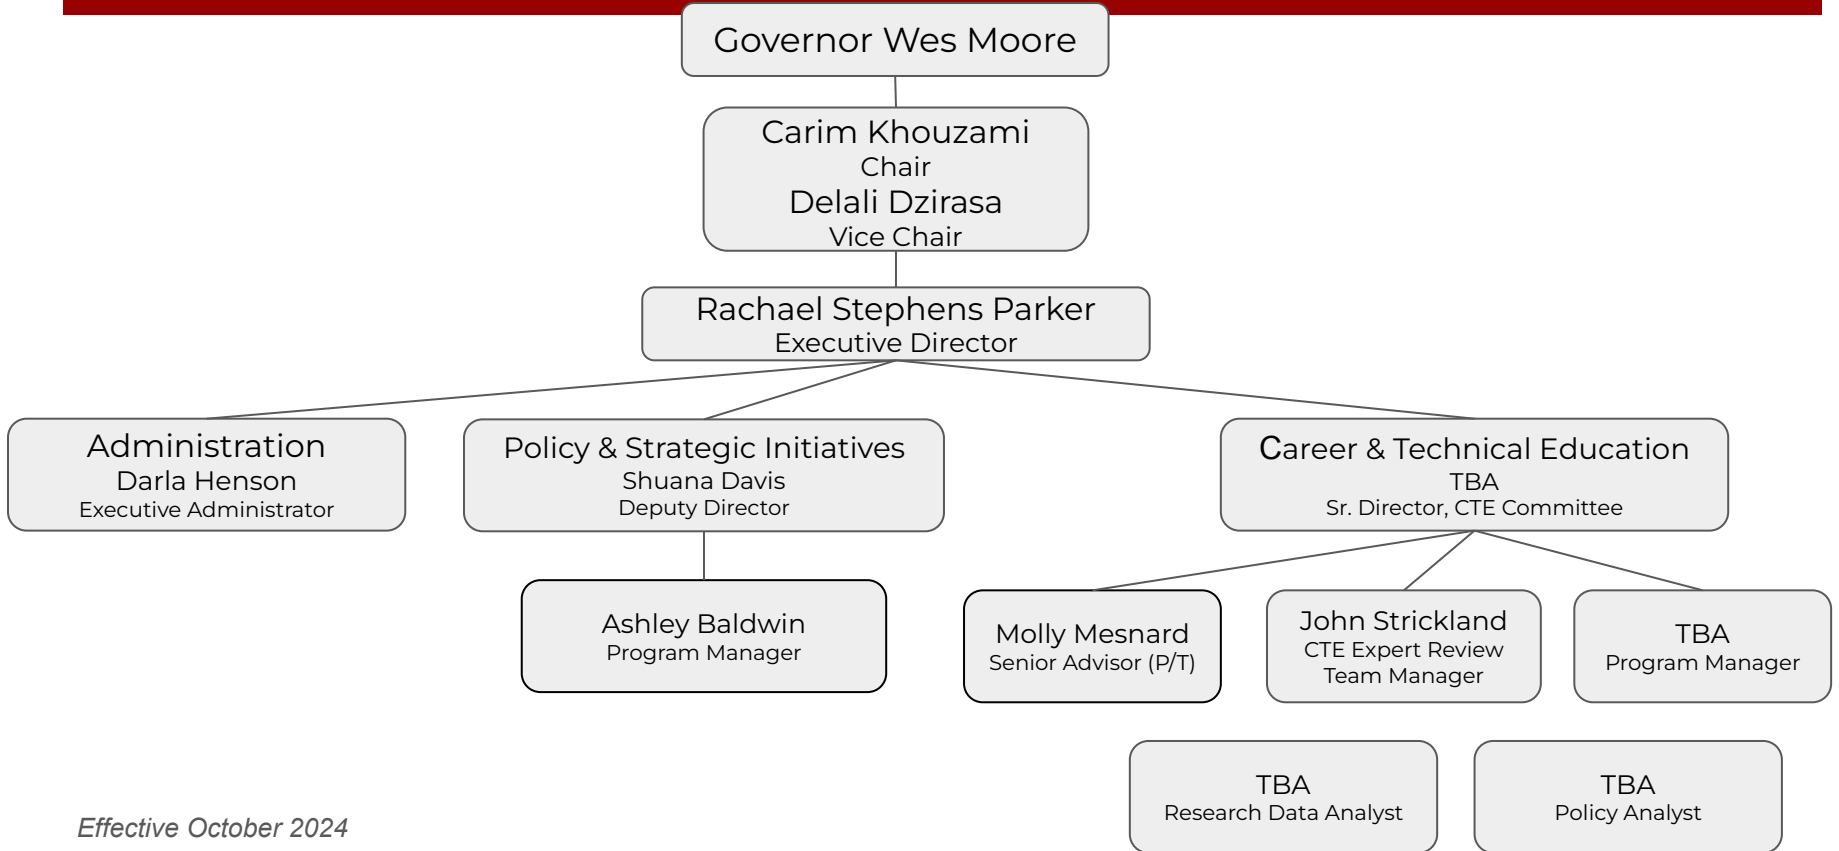 Governor Wes Moore
Carim Khouzami
Chair
Delali Dzirasa
Vice Chair
Rachael Stephens Parker
Executive Director
Administration
Darla Henson
Executive Administrator
Policy & Strategic Initiatives
Shuana Davis
Deputy Director
Career & Technical Education
TBA
Sr. Director, CTE Committee
Ashley Baldwin
Program Manager
Molly Mesnard
Senior Advisor (P/T)
John Strickland
CTE Expert Review
Team Manager
TBA
Program Manager
TBA
Research Data Analyst
TBA
Policy Analyst
Effective October 2024